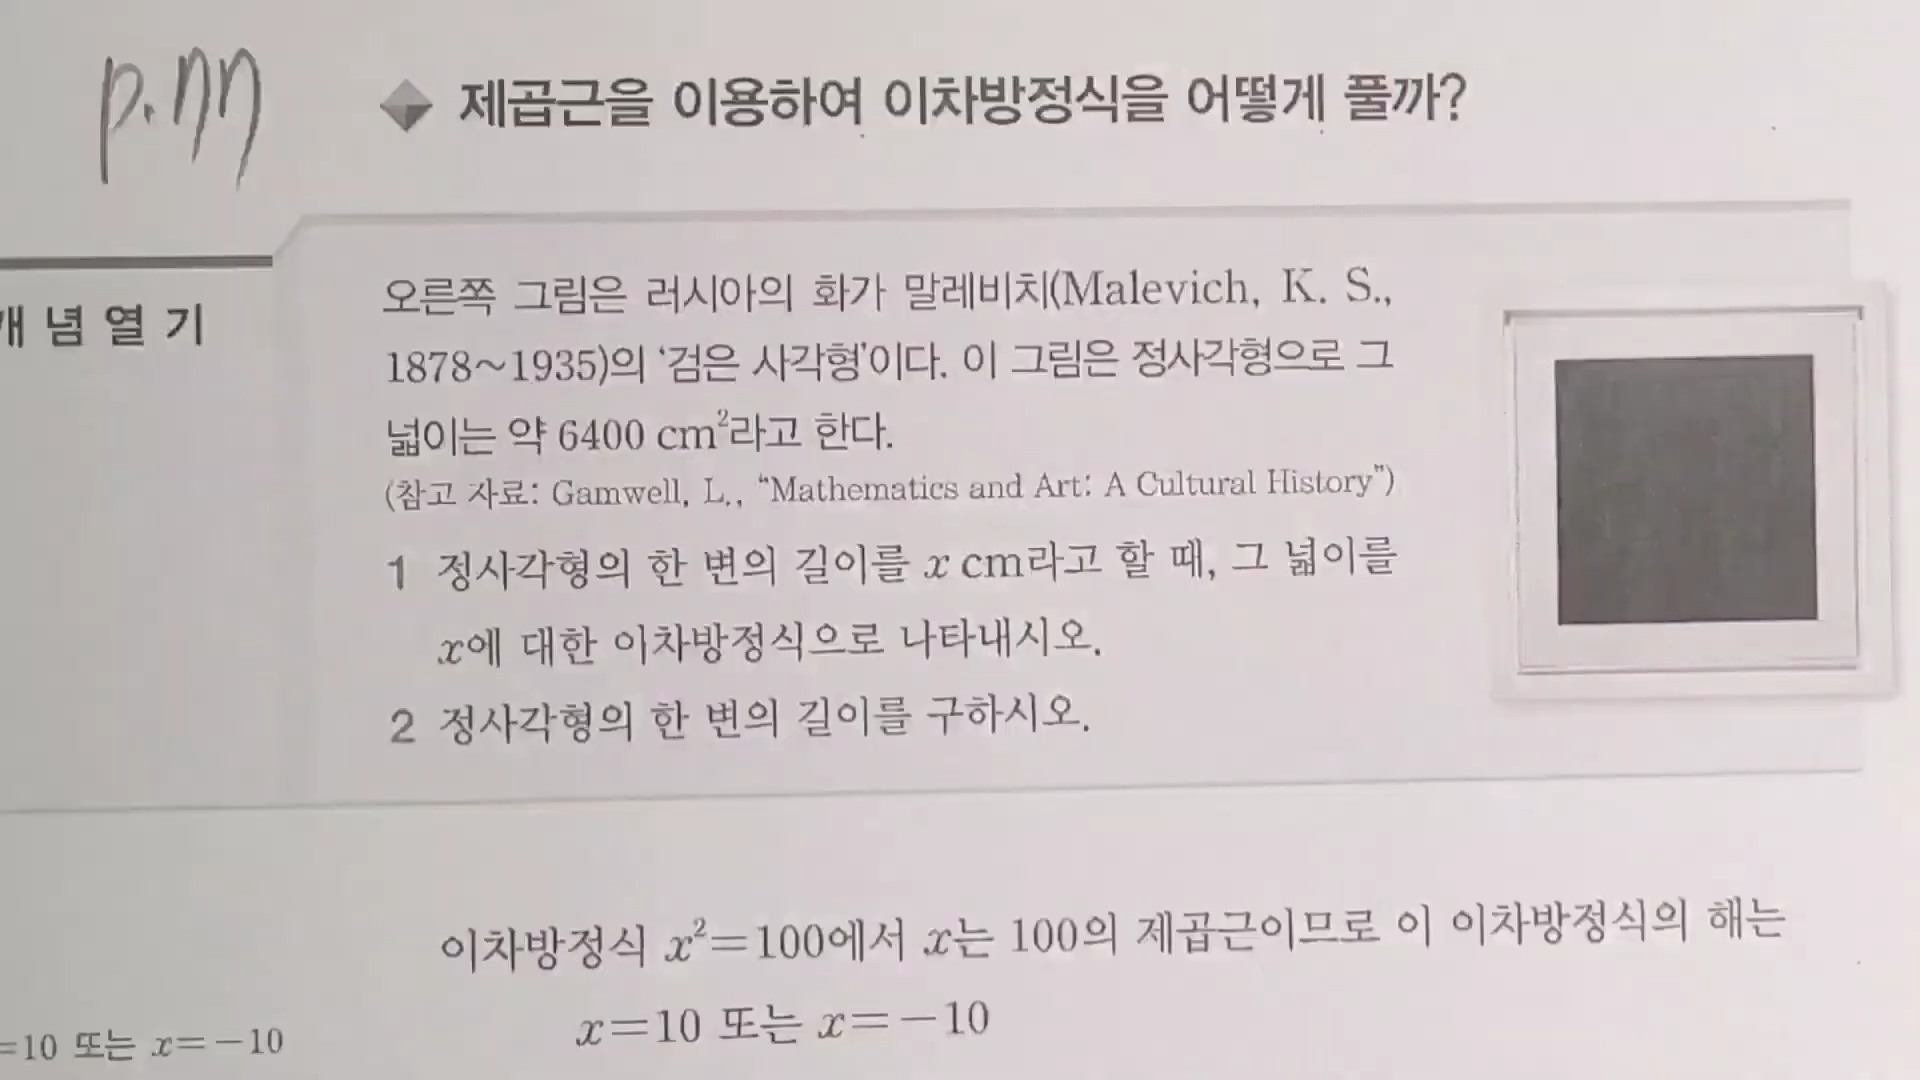 p.77
제곱근을 이용하여 이차방정식을 어떻게 풀까?
개념열기
오른쪽 그림은 러시아의 화가 말레비치(Malevich, K. S.,
1878~1935)의 ‘검은 사각형’이다. 이 그림은 정사각형으로 그
넓이는 약 6400 cm²라고 한다.
(참고 자료: Gamwell, L., “Mathematics and Art: A Cultural History”)
1 정사각형의 한 변의 길이를 x cm라고 할 때, 그 넓이를
x에 대한 이차방정식으로 나타내시오.
2 정사각형의 한 변의 길이를 구하시오.
이차방정식 x²=100에서 x는 100의 제곱근이므로 이 이차방정식의 해는
x=10 또는 x=-10
=10 또는 x=-10